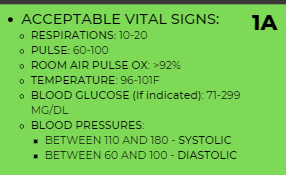 ACCEPTABLE VITAL SIGNS: 1A
RESPIRATIONS: 10-20
PULSE: 60-100
ROOM AIR PULSE OX: >92%
TEMPERATURE: 96-101F
BLOOD GLUCOSE (If indicated): 71-299
MG/DL
BLOOD PRESSURES:
BETWEEN 110 AND 180 - SYSTOLIC
BETWEEN 60 AND 100 - DIASTOLIC